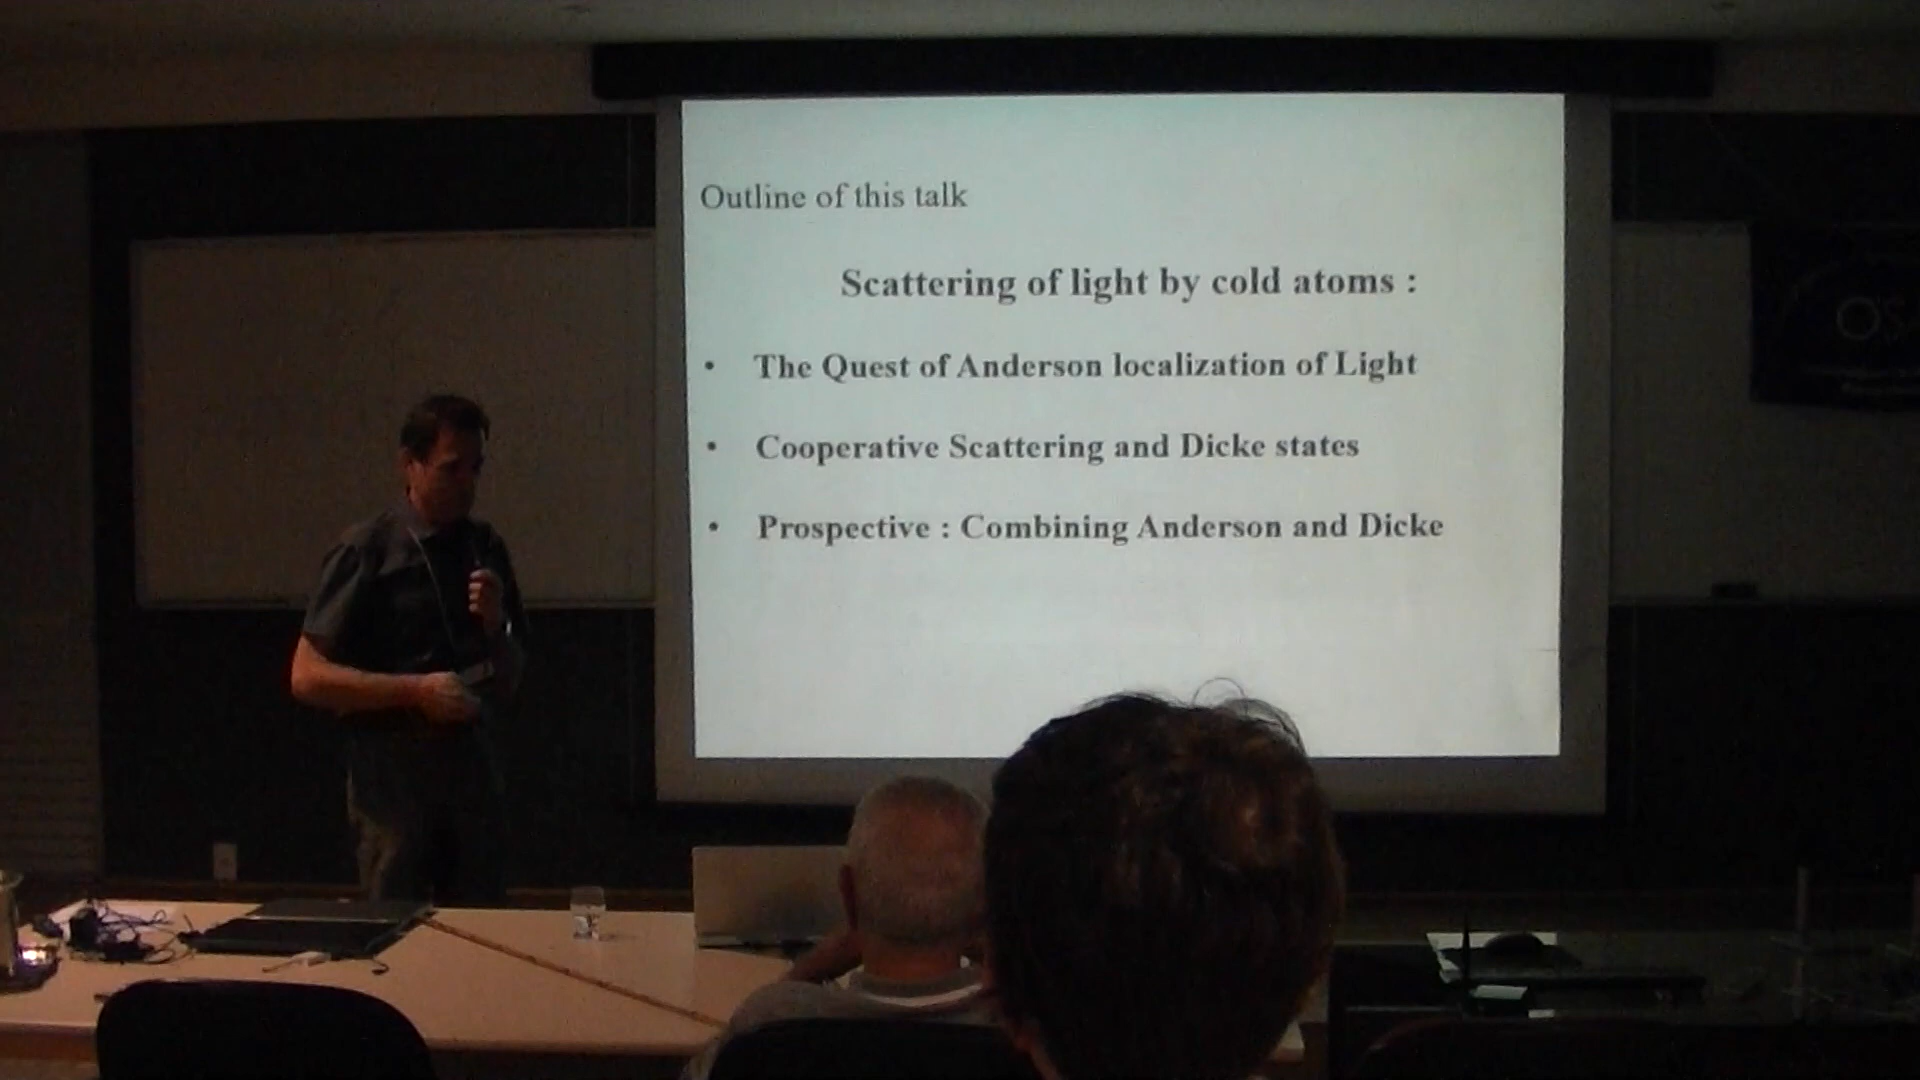 Outline of this talk
Scattering of light by cold atoms :
• The Quest of Anderson localization of Light
• Cooperative Scattering and Dicke states
• Prospective : Combining Anderson and Dicke